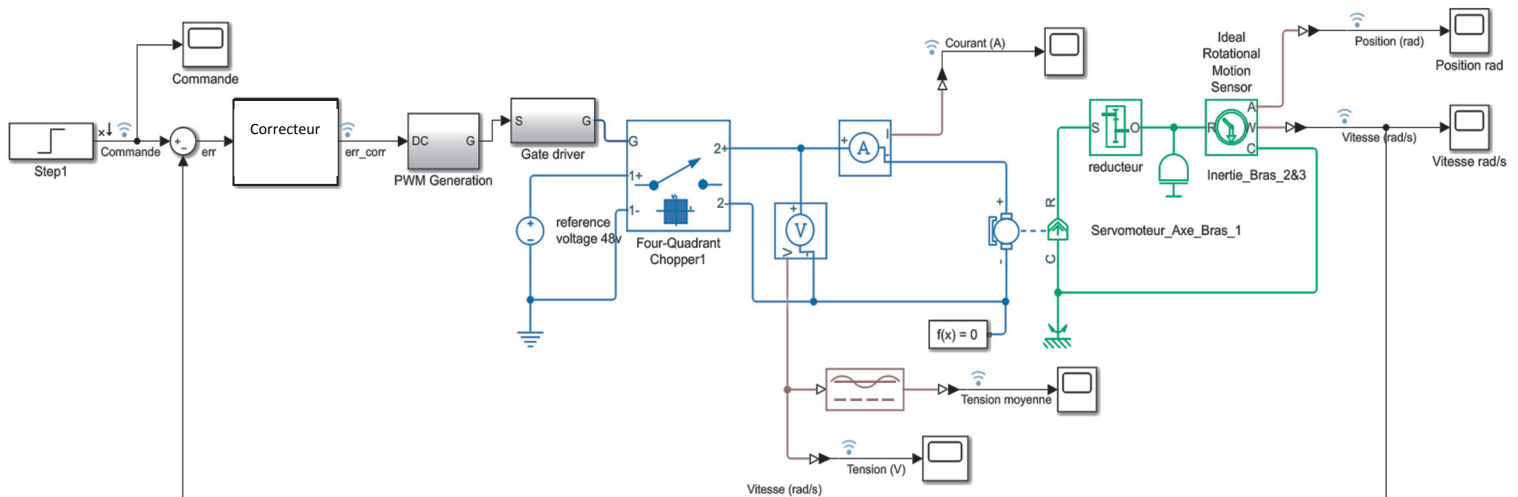 Commande
Step1
Commande
+
−
err
Correcteur
err_corr
DC
G
PWM Generation
S
G
Gate driver
G
1+
1-
2+
2-
reference
voltage 48v
Four-Quadrant
Chopper1
+
A
I
-
Courant (A)
+
V
V
-
+
-
f(x) = 0
Tension moyenne
Tension (V)
Vitesse (rad/s)
R
C
Servomoteur_Axe_Bras_1
S
O
reducteur
Ideal
Rotational
Motion
Sensor
R
A
W
C
Inertie_Bras_2&3
Position (rad)
Position rad
Vitesse (rad/s)
Vitesse rad/s